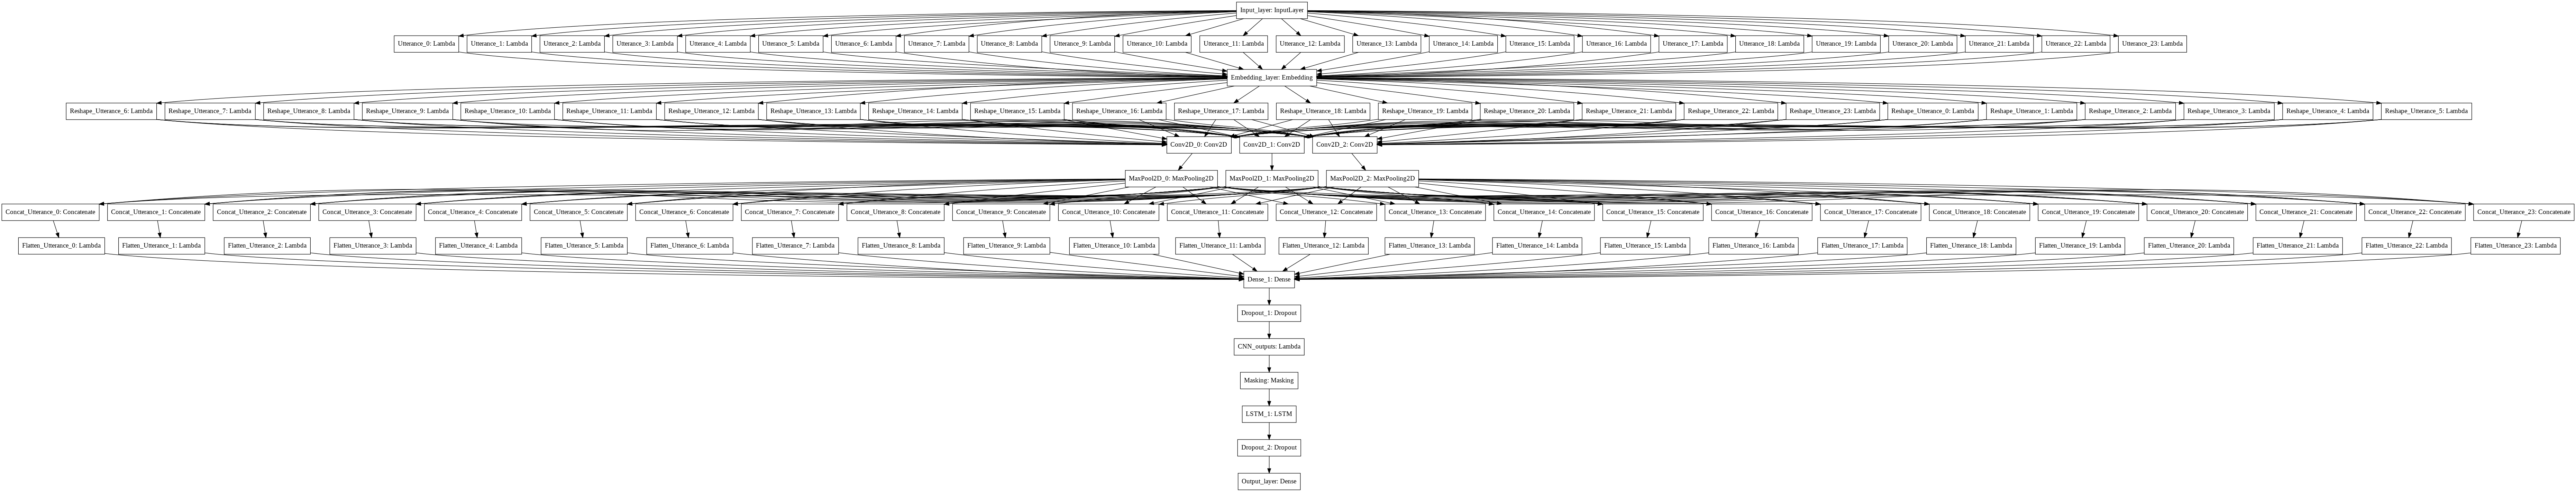 Input_layer: InputLayer
Utterance_0: Lambda
Utterance_1: Lambda
Utterance_2: Lambda
Utterance_3: Lambda
Utterance_4: Lambda
Utterance_5: Lambda
Utterance_6: Lambda
Utterance_7: Lambda
Utterance_8: Lambda
Utterance_9: Lambda
Utterance_10: Lambda
Utterance_11: Lambda
Utterance_12: Lambda
Utterance_13: Lambda
Utterance_14: Lambda
Utterance_15: Lambda
Utterance_16: Lambda
Utterance_17: Lambda
Utterance_18: Lambda
Utterance_19: Lambda
Utterance_20: Lambda
Utterance_21: Lambda
Utterance_22: Lambda
Utterance_23: Lambda
Embedding_layer: Embedding
Reshape_Utterance_6: Lambda
Reshape_Utterance_7: Lambda
Reshape_Utterance_8: Lambda
Reshape_Utterance_9: Lambda
Reshape_Utterance_10: Lambda
Reshape_Utterance_11: Lambda
Reshape_Utterance_12: Lambda
Reshape_Utterance_13: Lambda
Reshape_Utterance_14: Lambda
Reshape_Utterance_15: Lambda
Reshape_Utterance_16: Lambda
Reshape_Utterance_17: Lambda
Reshape_Utterance_18: Lambda
Reshape_Utterance_19: Lambda
Reshape_Utterance_20: Lambda
Reshape_Utterance_21: Lambda
Reshape_Utterance_22: Lambda
Reshape_Utterance_23: Lambda
Reshape_Utterance_0: Lambda
Reshape_Utterance_1: Lambda
Reshape_Utterance_2: Lambda
Reshape_Utterance_3: Lambda
Reshape_Utterance_4: Lambda
Reshape_Utterance_5: Lambda
Conv2D_0: Conv2D
Conv2D_1: Conv2D
Conv2D_2: Conv2D
MaxPool2D_0: MaxPooling2D
MaxPool2D_1: MaxPooling2D
MaxPool2D_2: MaxPooling2D
Concat_Utterance_0: Concatenate
Concat_Utterance_1: Concatenate
Concat_Utterance_2: Concatenate
Concat_Utterance_3: Concatenate
Concat_Utterance_4: Concatenate
Concat_Utterance_5: Concatenate
Concat_Utterance_6: Concatenate
Concat_Utterance_7: Concatenate
Concat_Utterance_8: Concatenate
Concat_Utterance_9: Concatenate
Concat_Utterance_10: Concatenate
Concat_Utterance_11: Concatenate
Concat_Utterance_12: Concatenate
Concat_Utterance_13: Concatenate
Concat_Utterance_14: Concatenate
Concat_Utterance_15: Concatenate
Concat_Utterance_16: Concatenate
Concat_Utterance_17: Concatenate
Concat_Utterance_18: Concatenate
Concat_Utterance_19: Concatenate
Concat_Utterance_20: Concatenate
Concat_Utterance_21: Concatenate
Concat_Utterance_22: Concatenate
Concat_Utterance_23: Concatenate
Flatten_Utterance_0: Lambda
Flatten_Utterance_1: Lambda
Flatten_Utterance_2: Lambda
Flatten_Utterance_3: Lambda
Flatten_Utterance_4: Lambda
Flatten_Utterance_5: Lambda
Flatten_Utterance_6: Lambda
Flatten_Utterance_7: Lambda
Flatten_Utterance_8: Lambda
Flatten_Utterance_9: Lambda
Flatten_Utterance_10: Lambda
Flatten_Utterance_11: Lambda
Flatten_Utterance_12: Lambda
Flatten_Utterance_13: Lambda
Flatten_Utterance_14: Lambda
Flatten_Utterance_15: Lambda
Flatten_Utterance_16: Lambda
Flatten_Utterance_17: Lambda
Flatten_Utterance_18: Lambda
Flatten_Utterance_19: Lambda
Flatten_Utterance_20: Lambda
Flatten_Utterance_21: Lambda
Flatten_Utterance_22: Lambda
Flatten_Utterance_23: Lambda
Dense_1: Dense
Dropout_1: Dropout
CNN_outputs: Lambda
Masking: Masking
LSTM_1: LSTM
Dropout_2: Dropout
Output_layer: Dense